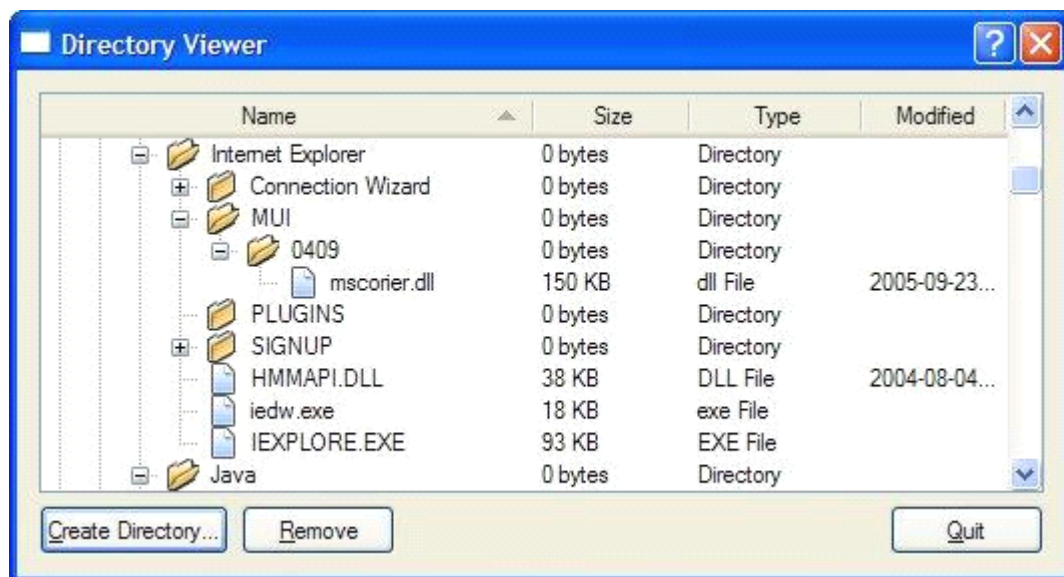 Directory Viewer
Name Size Type Modified
Internet Explorer 0 bytes Directory
Connection Wizard 0 bytes Directory
MUI 0 bytes Directory
0409 0 bytes Directory
mscorier.dll 150 KB dll File 2005-09-23...
PLUGINS 0 bytes Directory
SIGNUP 0 bytes Directory
HMMAPI.DLL 38 KB DLL File 2004-08-04...
iedw.exe 18 KB exe File
IEXPLORE.EXE 93 KB EXE File
Java 0 bytes Directory
Create Directory... Remove Quit